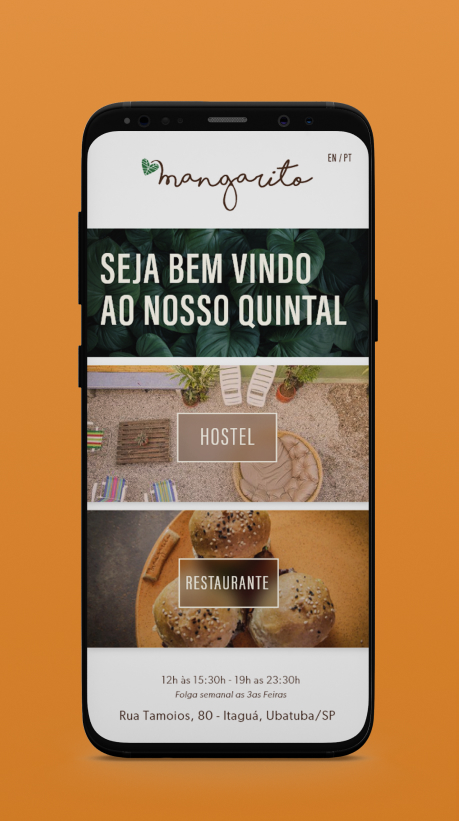 mangarito
EN / PT
SEJA BEM VINDO
AO NOSSO QUINTAL
HOSTEL
RESTAURANTE
12h às 15:30h - 19h as 23:30h
Folga semanal as 3as Feiras
Rua Tamoios, 80 - Itaguá, Ubatuba/SP